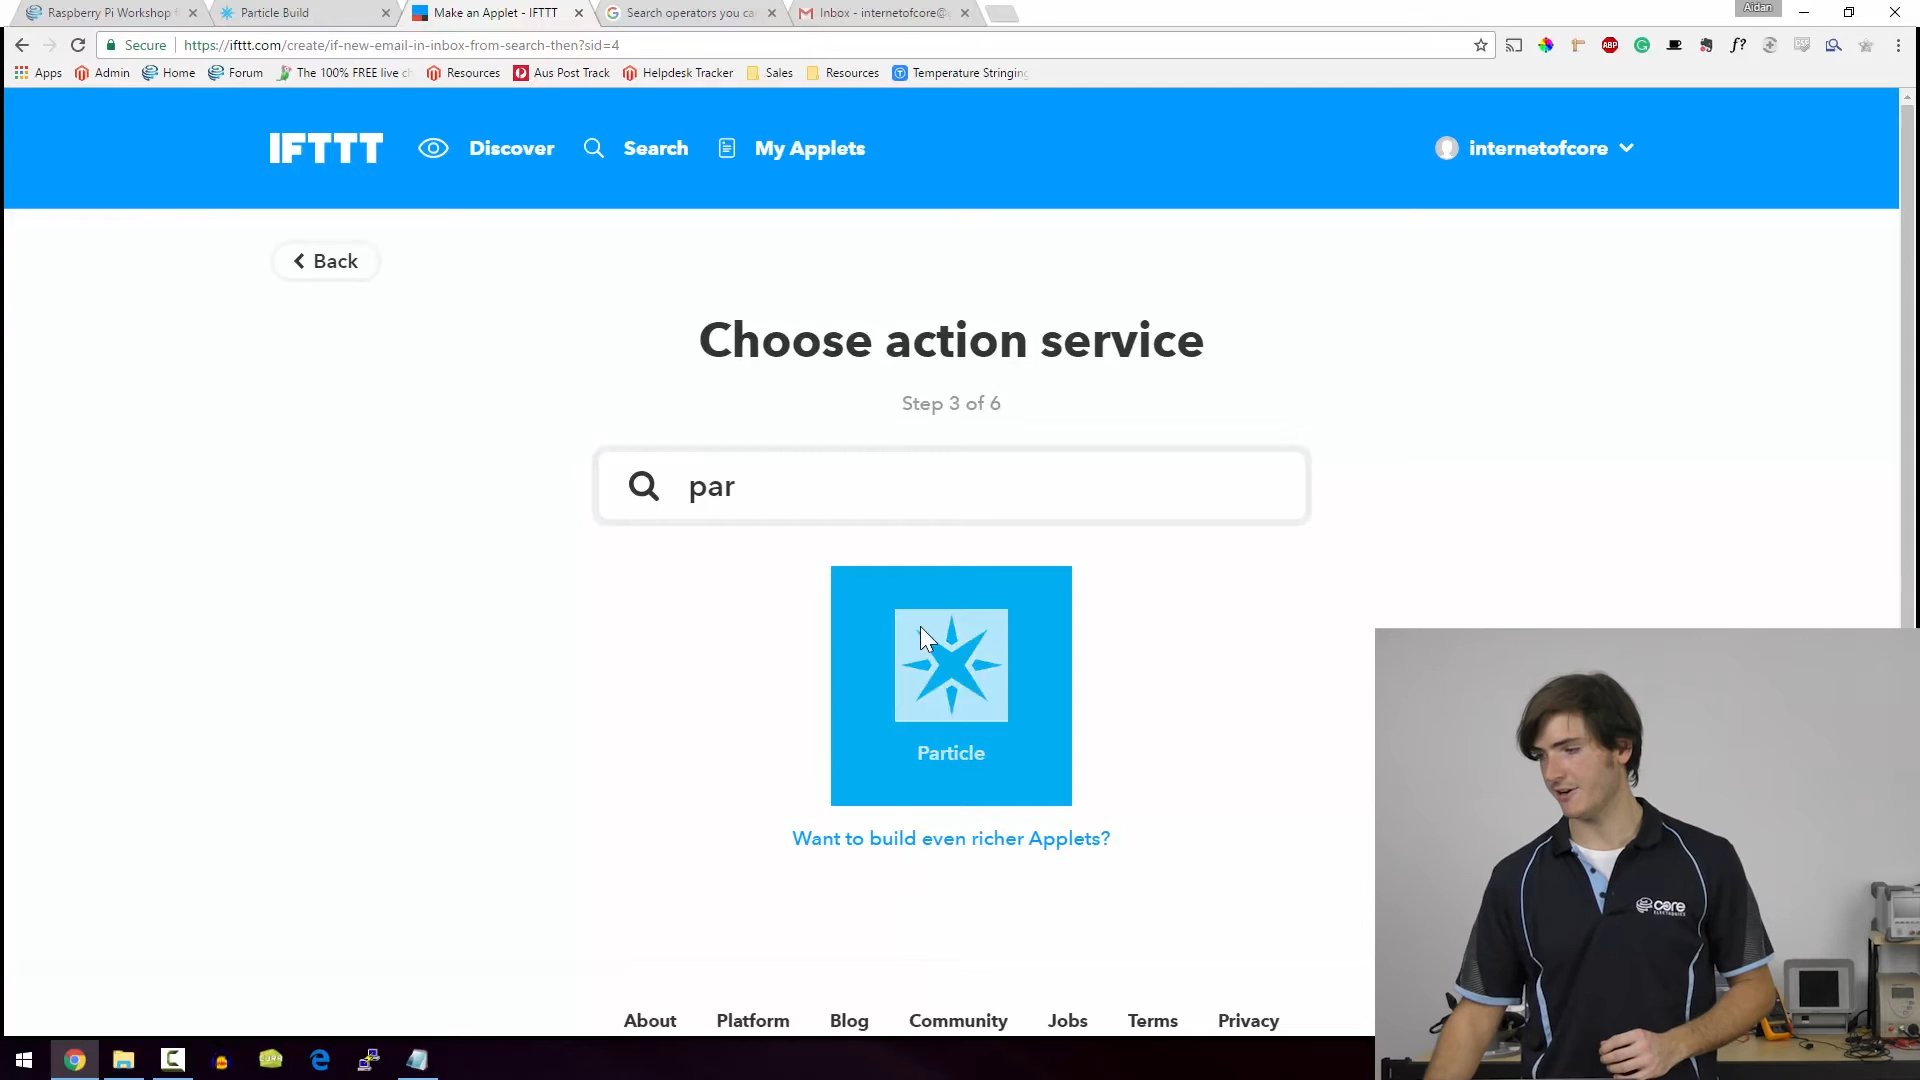 Raspberry Pi Workshop f
Particle Build
Make an Applet - IFTTT
Search operators you ca
Inbox - internetofcore@
Aidan
Secure
https://ifttt.com/create/if-new-email-in-inbox-from-search-then?sid=4
ABP
f?
Apps
Admin
Home
Forum
The 100% FREE live ch
Resources
Aus Post Track
Helpdesk Tracker
Sales
Resources
Temperature Stringing
IFTTT
Discover
Search
My Applets
internetofcore
Back
Choose action service
Step 3 of 6
par
Particle
Want to build even richer Applets?
core
ELECTRONICS
About
Platform
Blog
Community
Jobs
Terms
Privacy